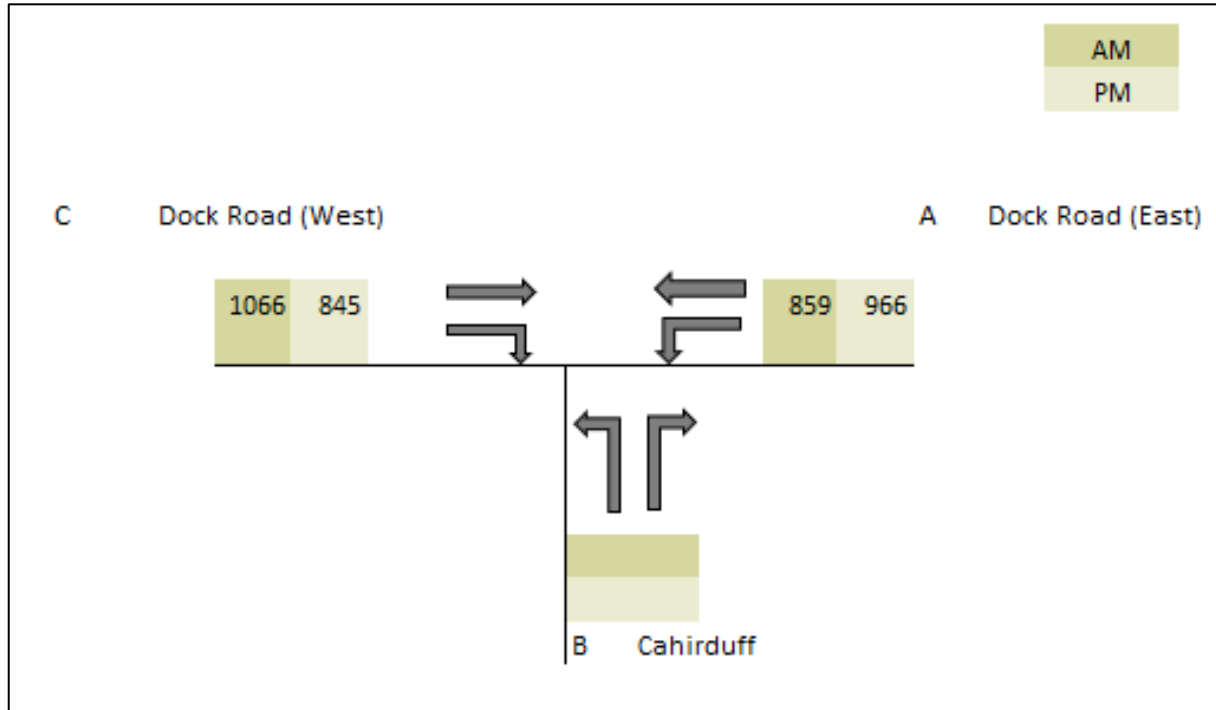 AM
PM
C Dock Road (West) A Dock Road (East)
1066 845 859 966
B Cahirduff